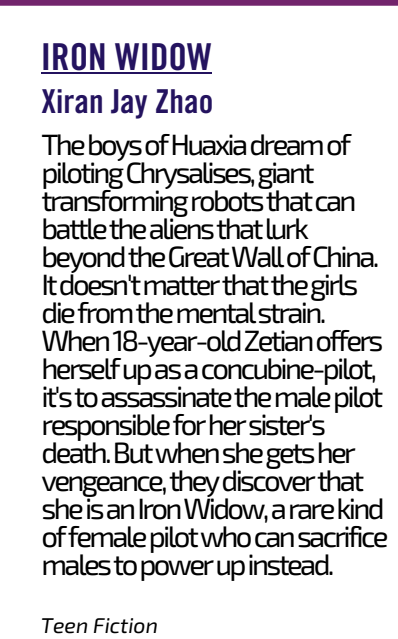 IRON WIDOW
Xiran Jay Zhao
The boys of Huaxia dream of
piloting Chrysalises, giant
transforming robots that can
battle the aliens that lurk
beyond the Great Wall of China.
It doesn't matter that the girls
die from the mental strain.
When 18-year-old Zetian offers
herself up as a concubine-pilot,
it's to assassinate the male pilot
responsible for her sister's
death. But when she gets her
vengeance, they discover that
she is an Iron Widow, a rare kind
of female pilot who can sacrifice
males to power up instead.
Teen Fiction